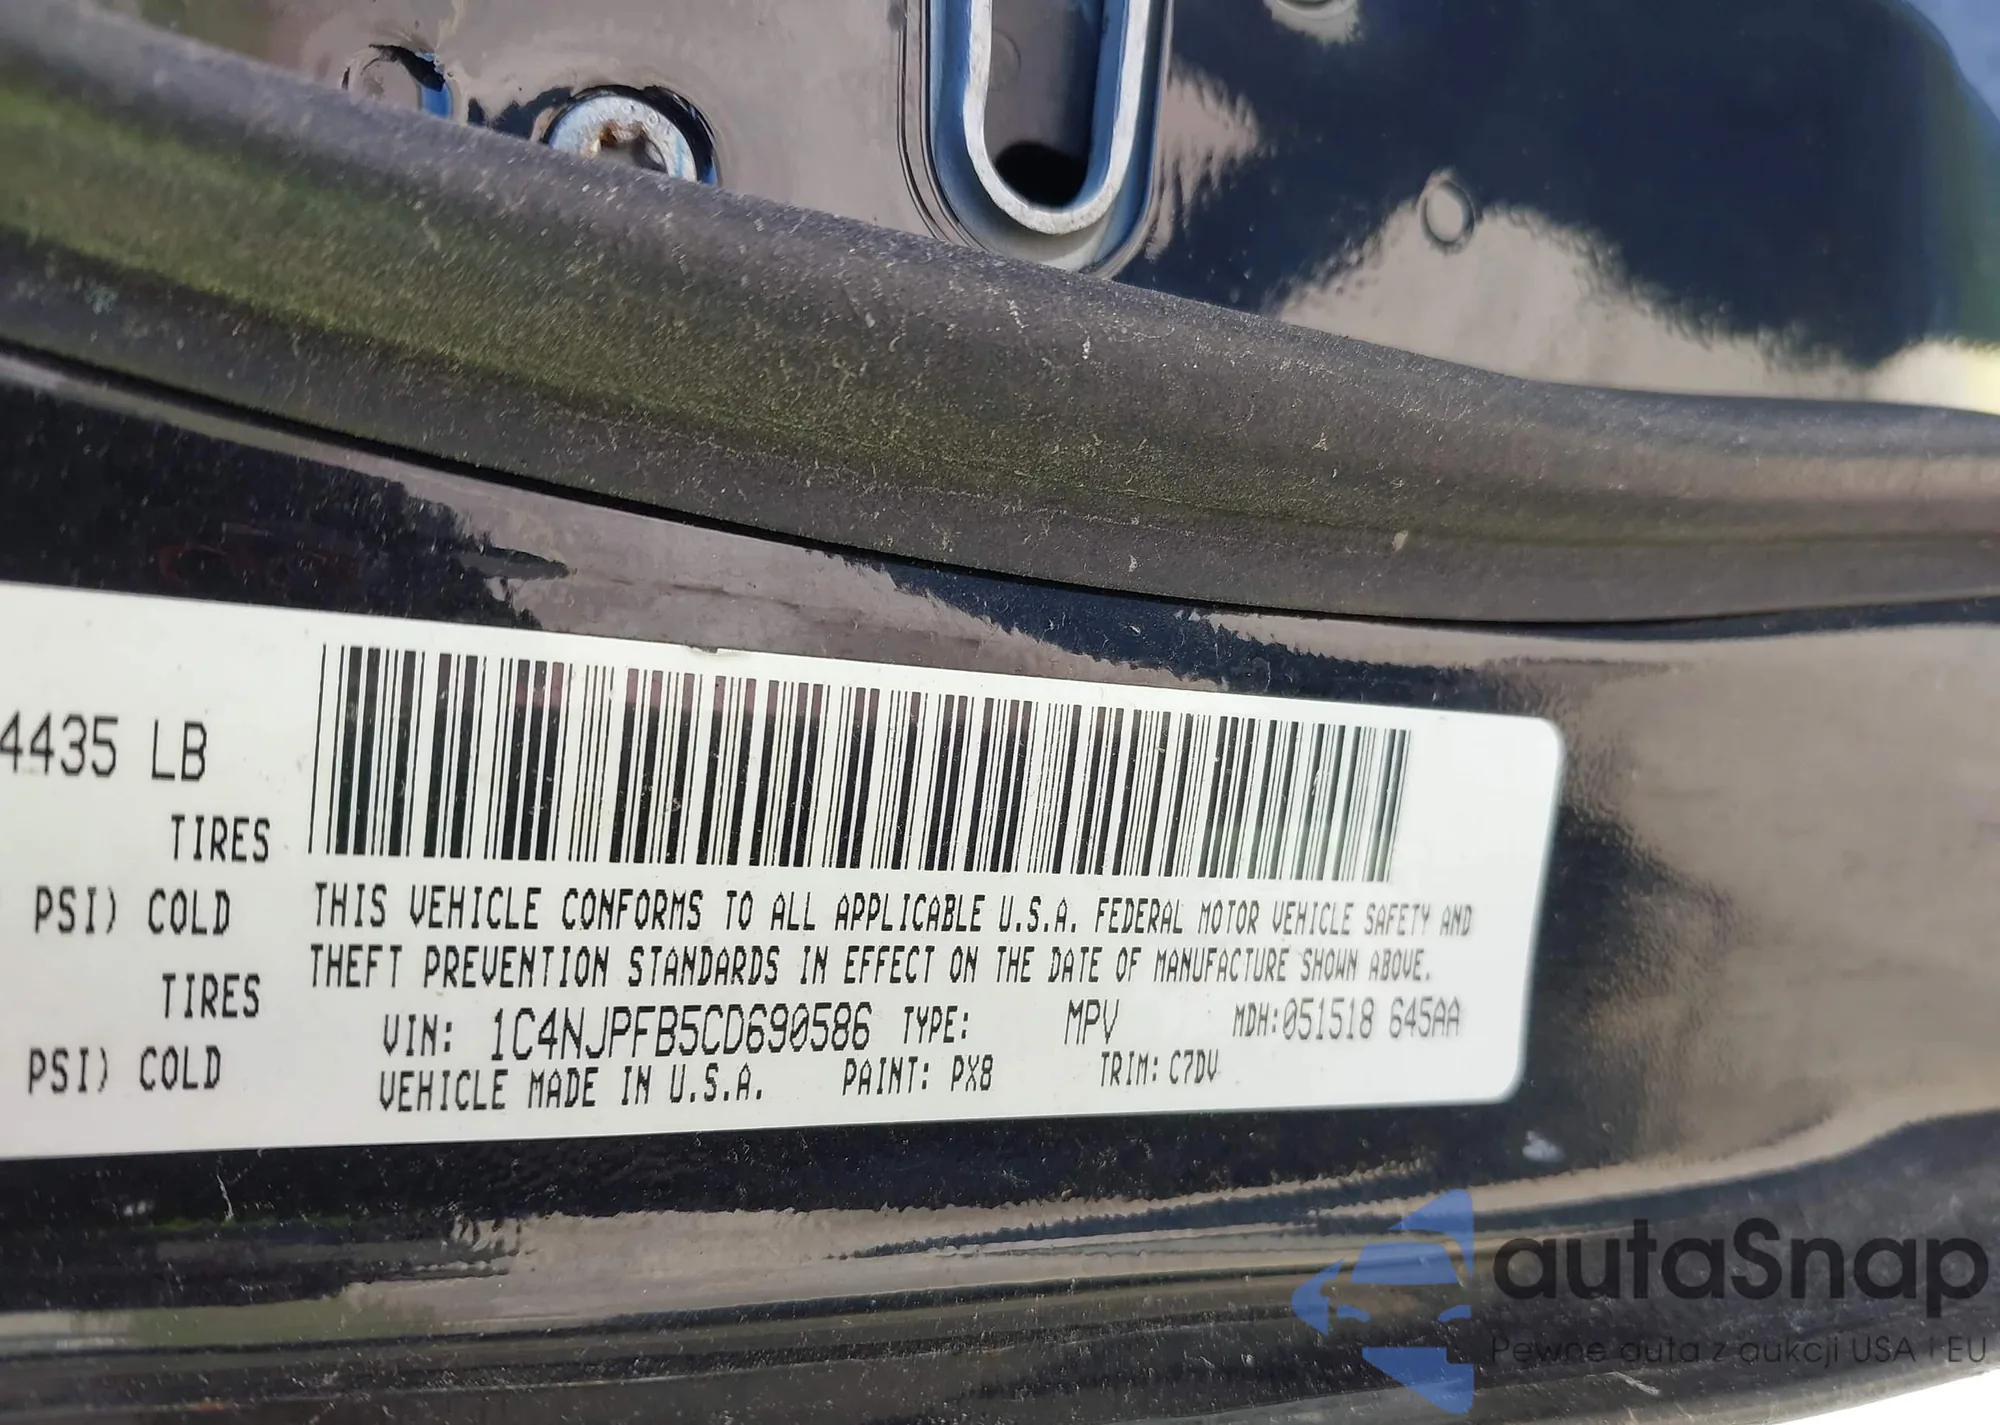 4435 LB
TIRES
PSI) COLD
TIRES
PSI) COLD
THIS VEHICLE CONFORMS TO ALL APPLICABLE U.S.A. FEDERAL MOTOR VEHICLE SAFETY AND
THEFT PREVENTION STANDARDS IN EFFECT ON THE DATE OF MANUFACTURE SHOWN ABOVE.
VIN: 1C4NJPFB5CD690586 TYPE: MPV MDH:051518 645AA
VEHICLE MADE IN U.S.A. PAINT: PX8 TRIM: C7DV
autaSnap
Pewne auta z aukcji USA i EU